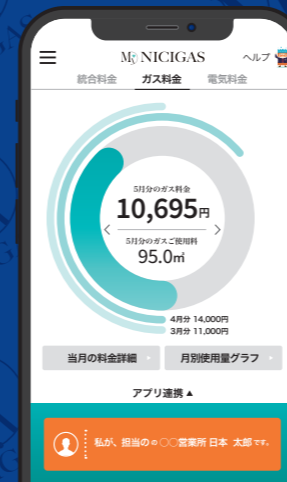 My NICIGAS
ヘルプ
統合料金 ガス料金 電気料金
5月分のガス料金
10,695円
5月分のガスご使用料
95.0㎥
4月分 14,000円
3月分 11,000円
当月の料金詳細
月別使用量グラフ
アプリ連携▲
私が、担当のの○○営業所 日本 太郎です。